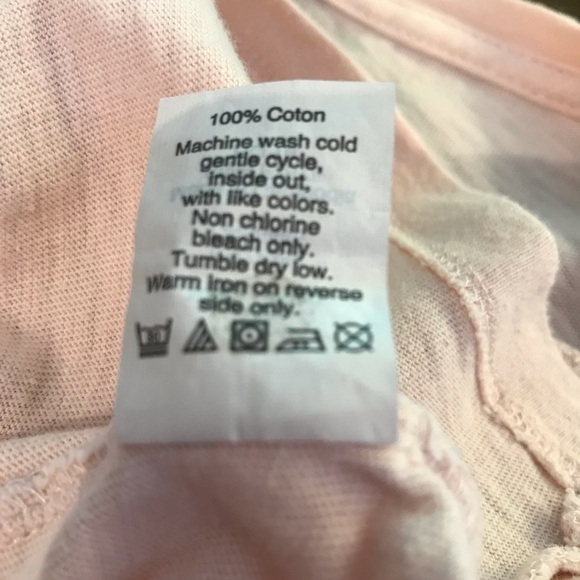 100% Coton
Machine wash cold
gentle cycle,
inside out,
with like colors.
Non chlorine
bleach only.
Tumble dry low.
Warm iron on reverse
side only.
30